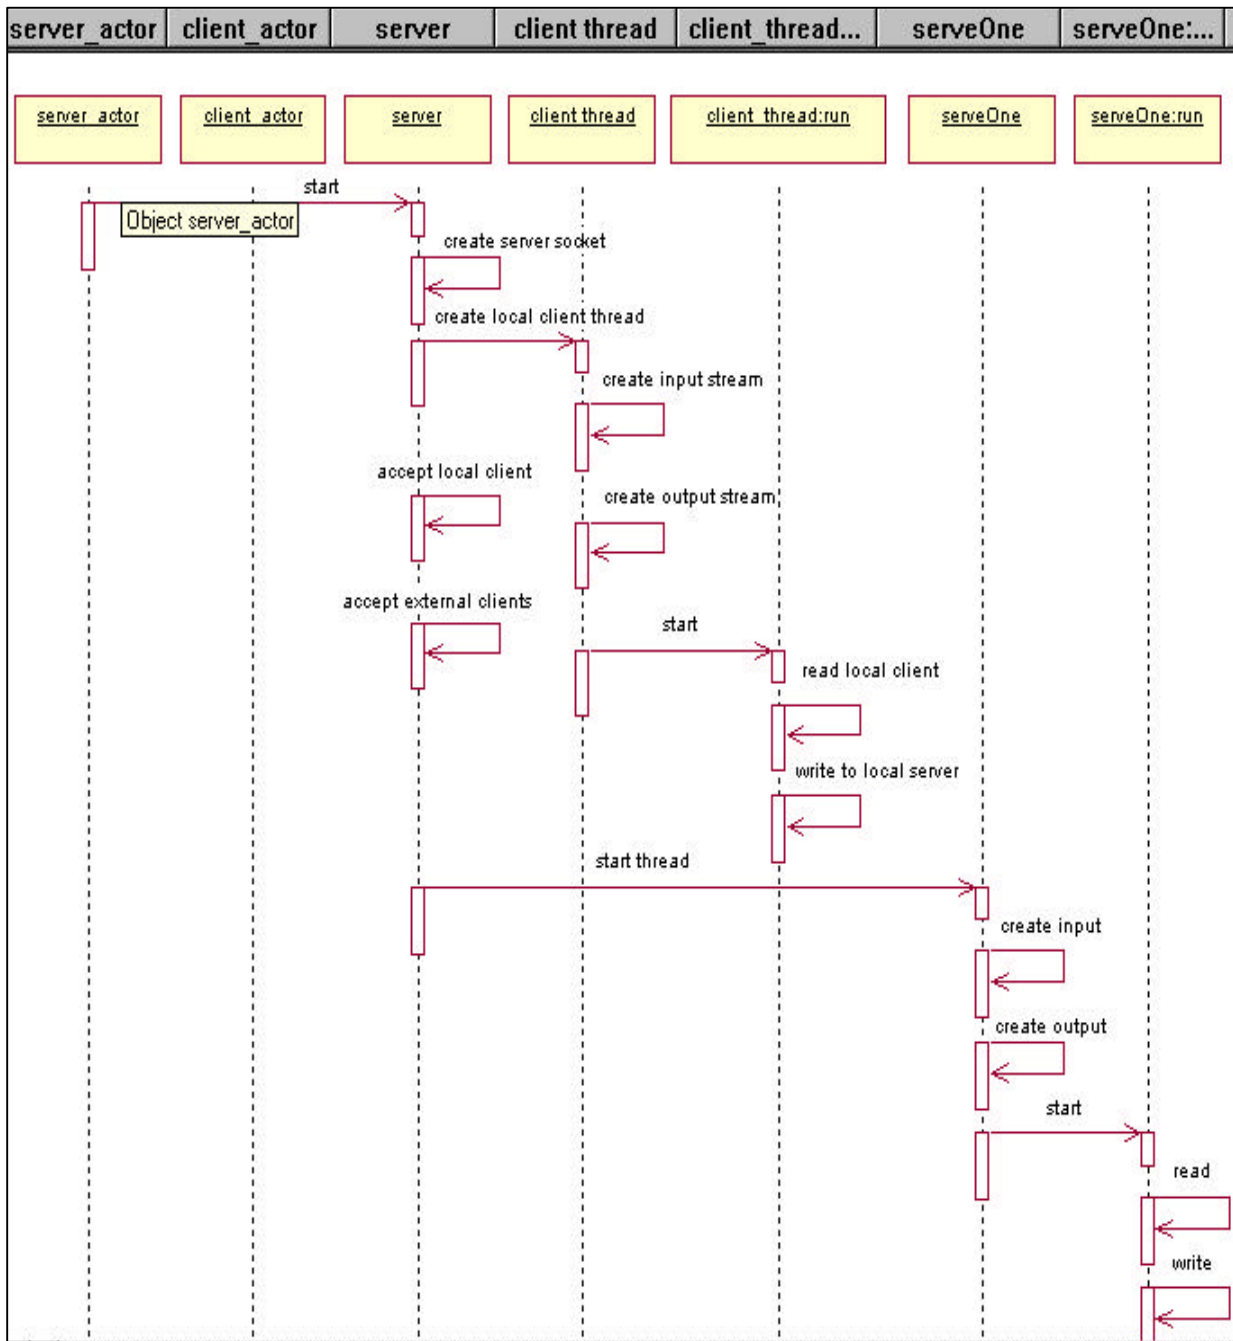 server_actor
client_actor
server
client thread
client_thread...
serveOne
serveOne:...
server_actor
client_actor
server
client thread
client_thread:run
serveOne
serveOne:run
start
Object server_actor
create server socket
create local client thread
create input stream
accept local client
create output stream
accept external clients
start
read local client
write to local server
start thread
create input
create output
start
read
write